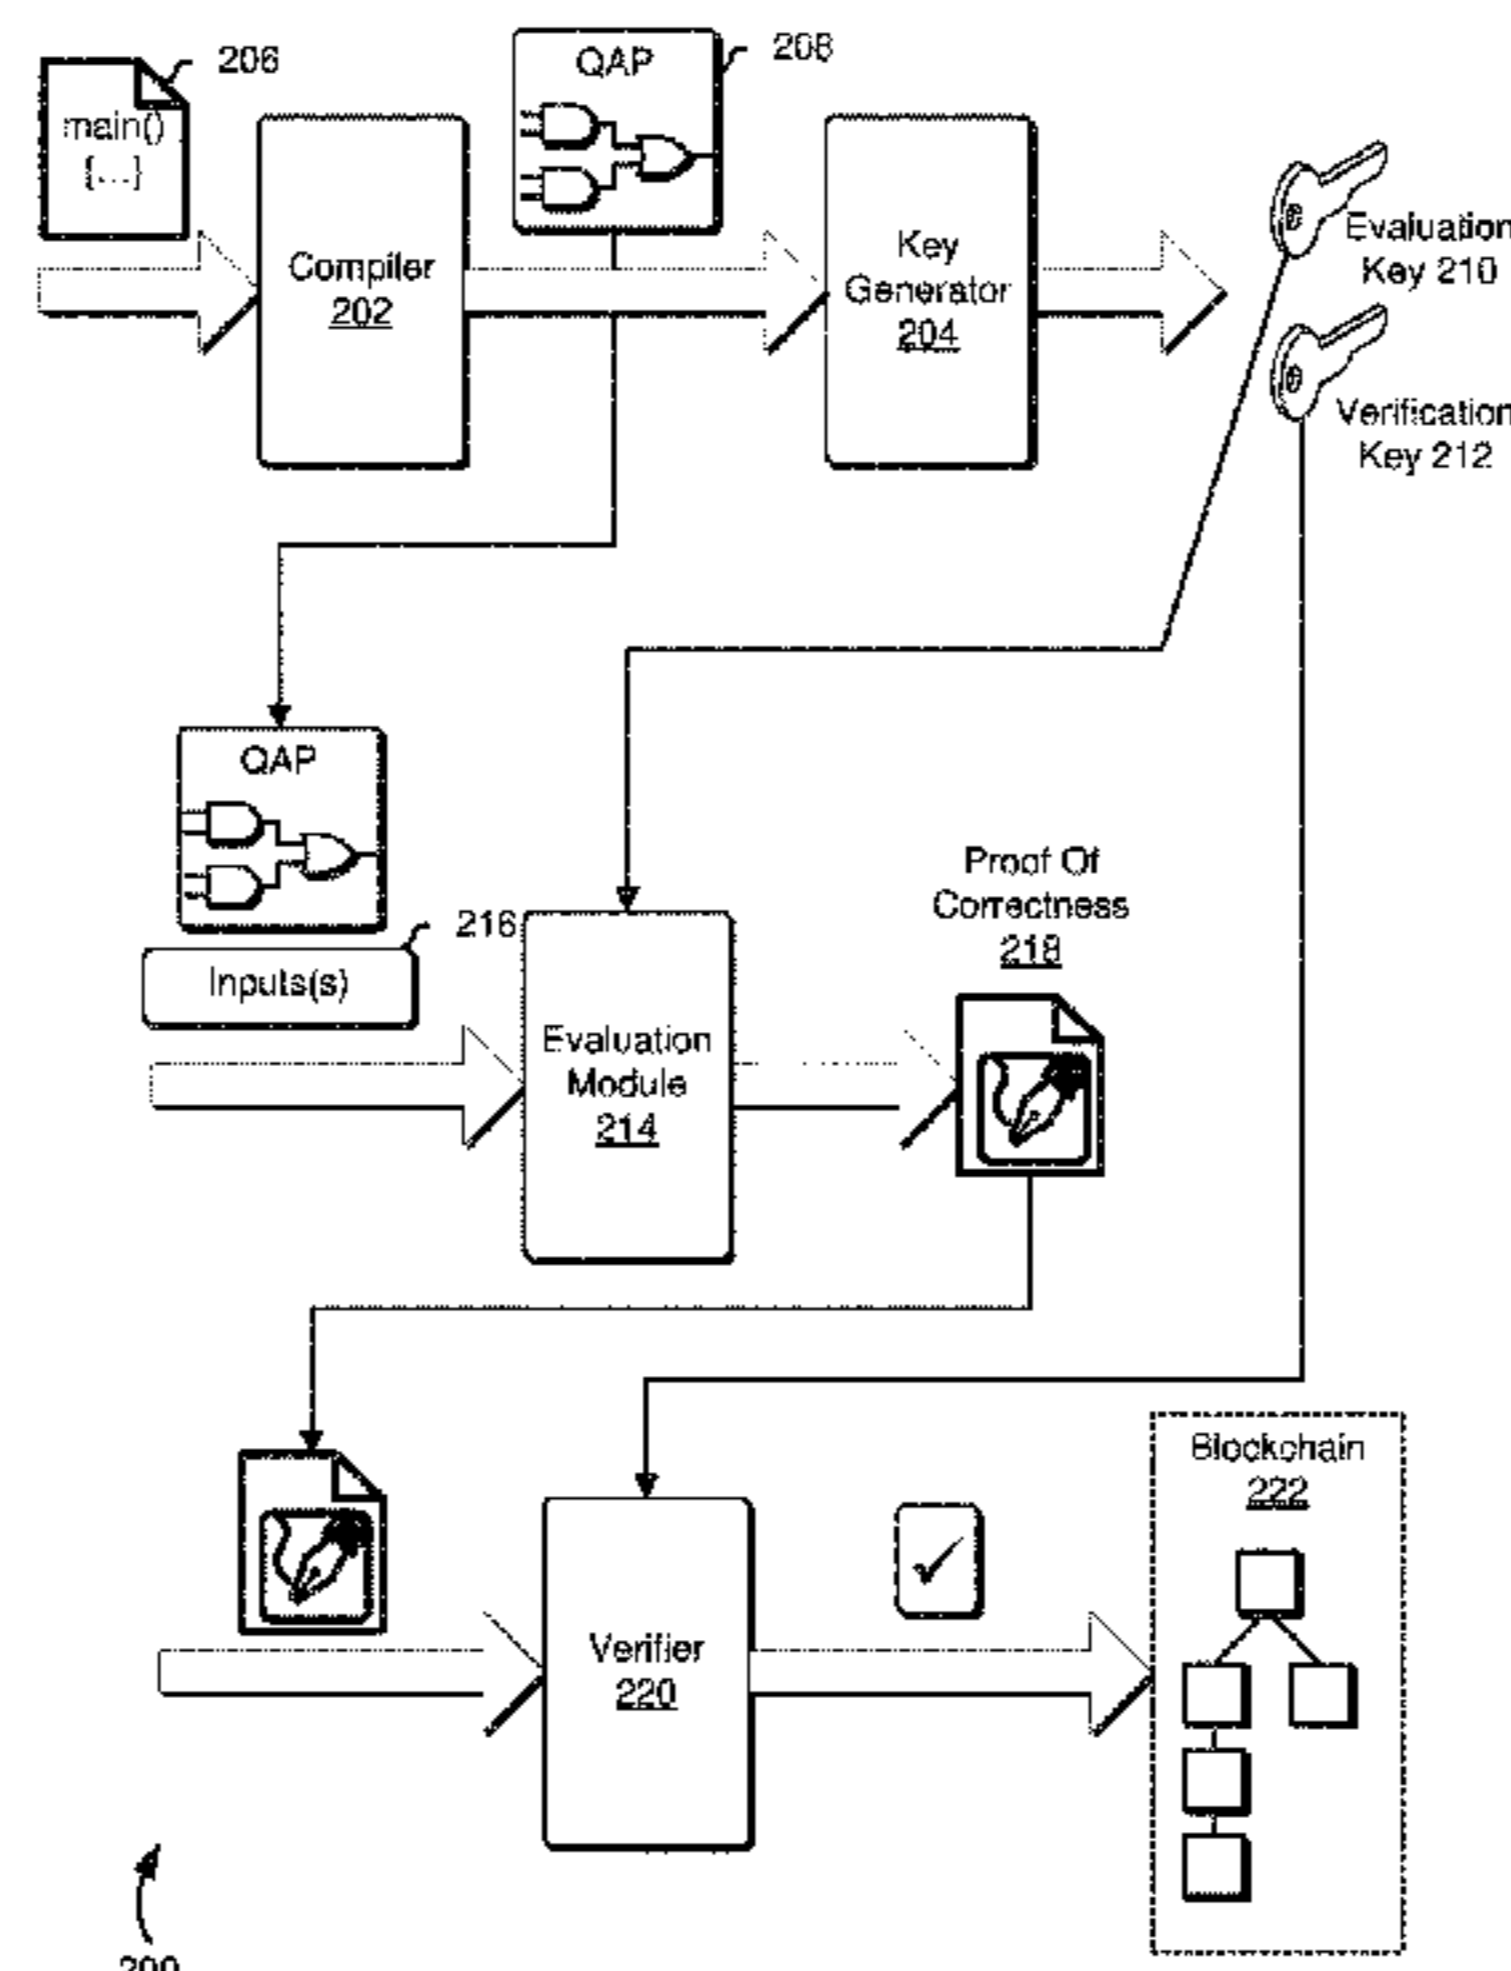 206
main()
{...}
QAP
208
Compiler
202
Key
Generator
204
Evaluation
Key 210
Verification
Key 212
QAP
216
Inputs(s)
Evaluation
Module
214
Proof Of
Correctness
218
Verifier
220
Blockchain
222
200